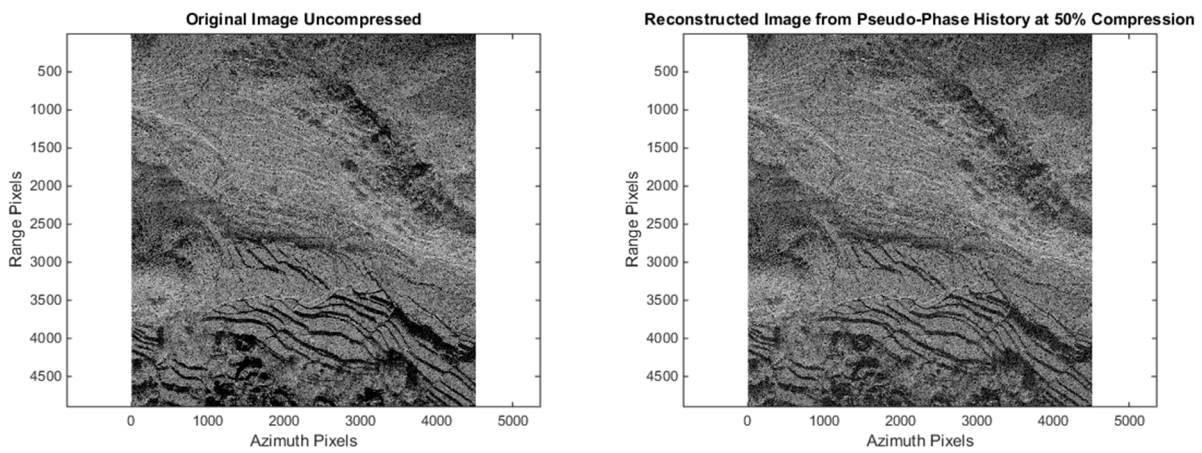 Original Image Uncompressed
500
1000
1500
2000
2500
3000
3500
4000
4500
Range Pixels
0 1000 2000 3000 4000 5000
Azimuth Pixels
Reconstructed Image from Pseudo-Phase History at 50% Compression
500
1000
1500
2000
2500
3000
3500
4000
4500
Range Pixels
0 1000 2000 3000 4000 5000
Azimuth Pixels